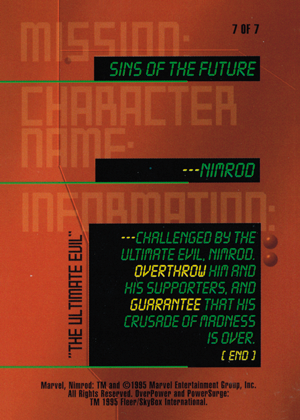 7 OF 7
MISSION:
SINS OF THE FUTURE
CHARACTER
NAME:
---NIMROD
INFORMATION:
"THE ULTIMATE EVIL"
---CHALLENGED BY THE
ULTIMATE EVIL, NIMROD.
OVERTHROW HIM AND
HIS SUPPORTERS, AND
GUARANTEE THAT HIS
CRUSADE OF MADNESS
IS OVER.
( END )
Marvel, Nimrod: TM and ©1995 Marvel Entertainment Group, Inc.
All Rights Reserved. OverPower and PowerSurge:
TM 1995 Fleer/SkyBox International.